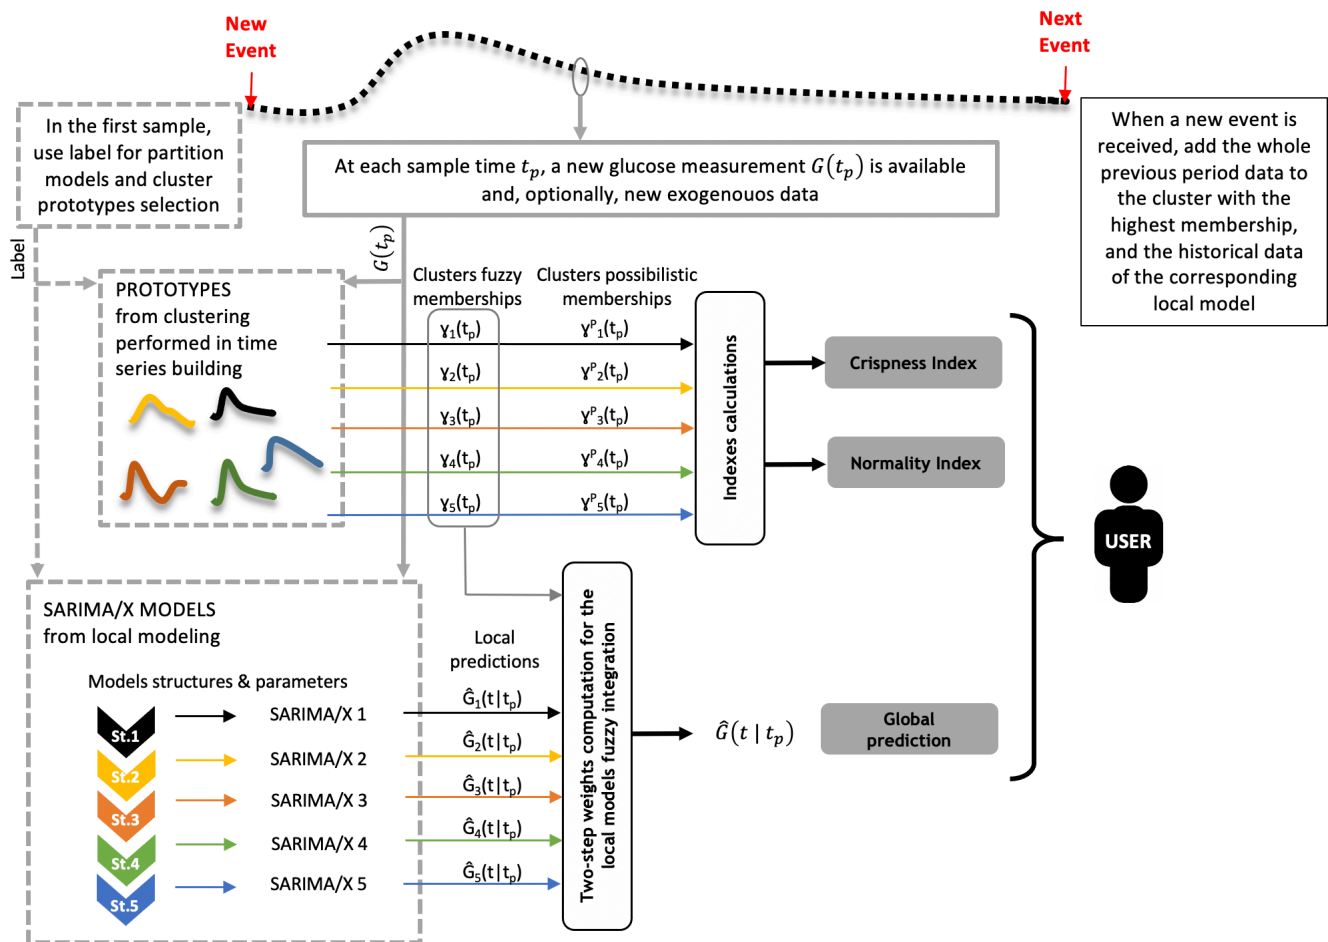 New
Event
Next
Event
In the first sample,
use label for partition
models and cluster
prototypes selection
At each sample time tₚ, a new glucose measurement G(tₚ) is available
and, optionally, new exogenouos data
When a new event is
received, add the whole
previous period data to
the cluster with the
highest membership,
and the historical data
of the corresponding
local model
Label
G(tₚ)
PROTOTYPES
from clustering
performed in time
series building
Clusters fuzzy
memberships
Clusters possibilistic
memberships
γ₁(tₚ)
γᴾ₁(tₚ)
γ₂(tₚ)
γᴾ₂(tₚ)
γ₃(tₚ)
γᴾ₃(tₚ)
γ₄(tₚ)
γᴾ₄(tₚ)
γ₅(tₚ)
γᴾ₅(tₚ)
Indexes calculations
Crispness Index
Normality Index
USER
SARIMA/X MODELS
from local modeling
Models structures & parameters
St.1
SARIMA/X 1
St.2
SARIMA/X 2
St.3
SARIMA/X 3
St.4
SARIMA/X 4
St.5
SARIMA/X 5
Local
predictions
Ĝ₁(t|tₚ)
Ĝ₂(t|tₚ)
Ĝ₃(t|tₚ)
Ĝ₄(t|tₚ)
Ĝ₅(t|tₚ)
Two-step weights computation for the
local models fuzzy integration
Ĝ(t | tₚ)
Global
prediction